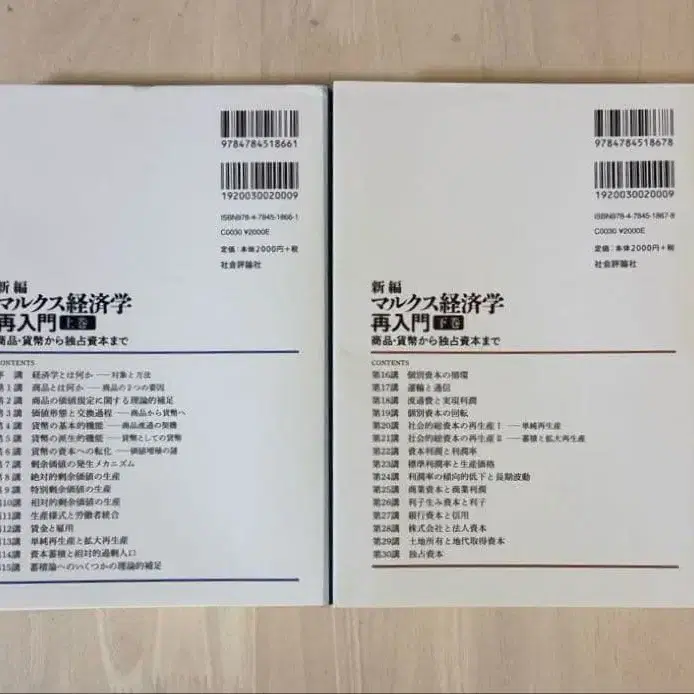 9784784518661
1920030020009
ISBN978-4-7845-1866-1
C0030 ¥2000E
定価：本体2000円+税
社会評論社
新編
マルクス経済学
再入門 上巻
商品・貨幣から独占資本まで
CONTENTS
序 講 経済学とは何か――対象と方法
第1講 商品とは何か――商品の2つの要因
第2講 商品の価値規定に関する理論的補足
第3講 価値形態と交換過程――商品から貨幣へ
第4講 貨幣の基本的機能――商品流通の契機
第5講 貨幣の派生的機能――貨幣としての貨幣
第6講 貨幣の資本への転化――価値増殖の謎
第7講 剰余価値の発生メカニズム
第8講 絶対的剰余価値の生産
第9講 特別剰余価値の生産
第10講 相対的剰余価値の生産
第11講 生産様式と労働者統合
第12講 賃金と雇用
第13講 単純再生産と拡大再生産
第14講 資本蓄積と相対的過剰人口
第15講 蓄積論へのいくつかの理論的補足
9784784518678
1920030020009
ISBN978-4-7845-1867-8
C0030 ¥2000E
定価：本体2000円+税
社会評論社
新編
マルクス経済学
再入門 下巻
商品・貨幣から独占資本まで
CONTENTS
第16講 個別資本の循環
第17講 運輸と通信
第18講 流通費と実現利潤
第19講 個別資本の回転
第20講 社会的総資本の再生産Ⅰ――単純再生産
第21講 社会的総資本の再生産Ⅱ――蓄積と拡大再生産
第22講 資本利潤と利潤率
第23講 標準利潤率と生産価格
第24講 利潤率の傾向的低下と長期波動
第25講 商業資本と商業利潤
第26講 利子生み資本と利子
第27講 銀行資本と信用
第28講 株式会社と法人資本
第29講 土地所有と地代取得資本
第30講 独占資本